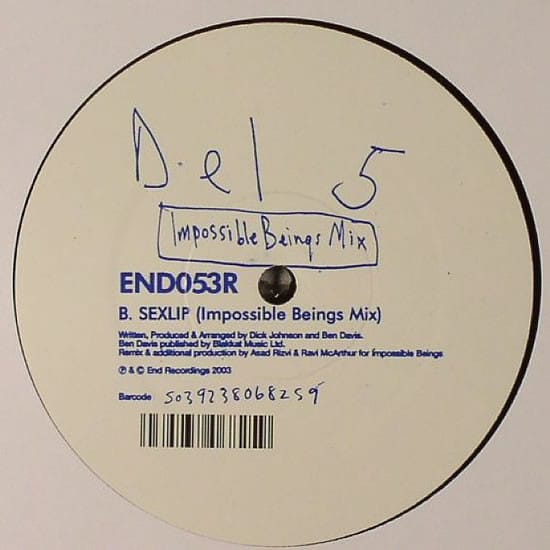 Del 5
Impossible Beings Mix
END053R
B. SEXLIP (Impossible Beings Mix)
Written, Produced & Arranged by Dick Johnson and Ben Davis.
Ben Davis published by Blaklust Music Ltd.
Remix & additional production by Asad Rizvi & Ravi McArthur for Impossible Beings
℗ & © End Recordings 2003
Barcode 5039238068259